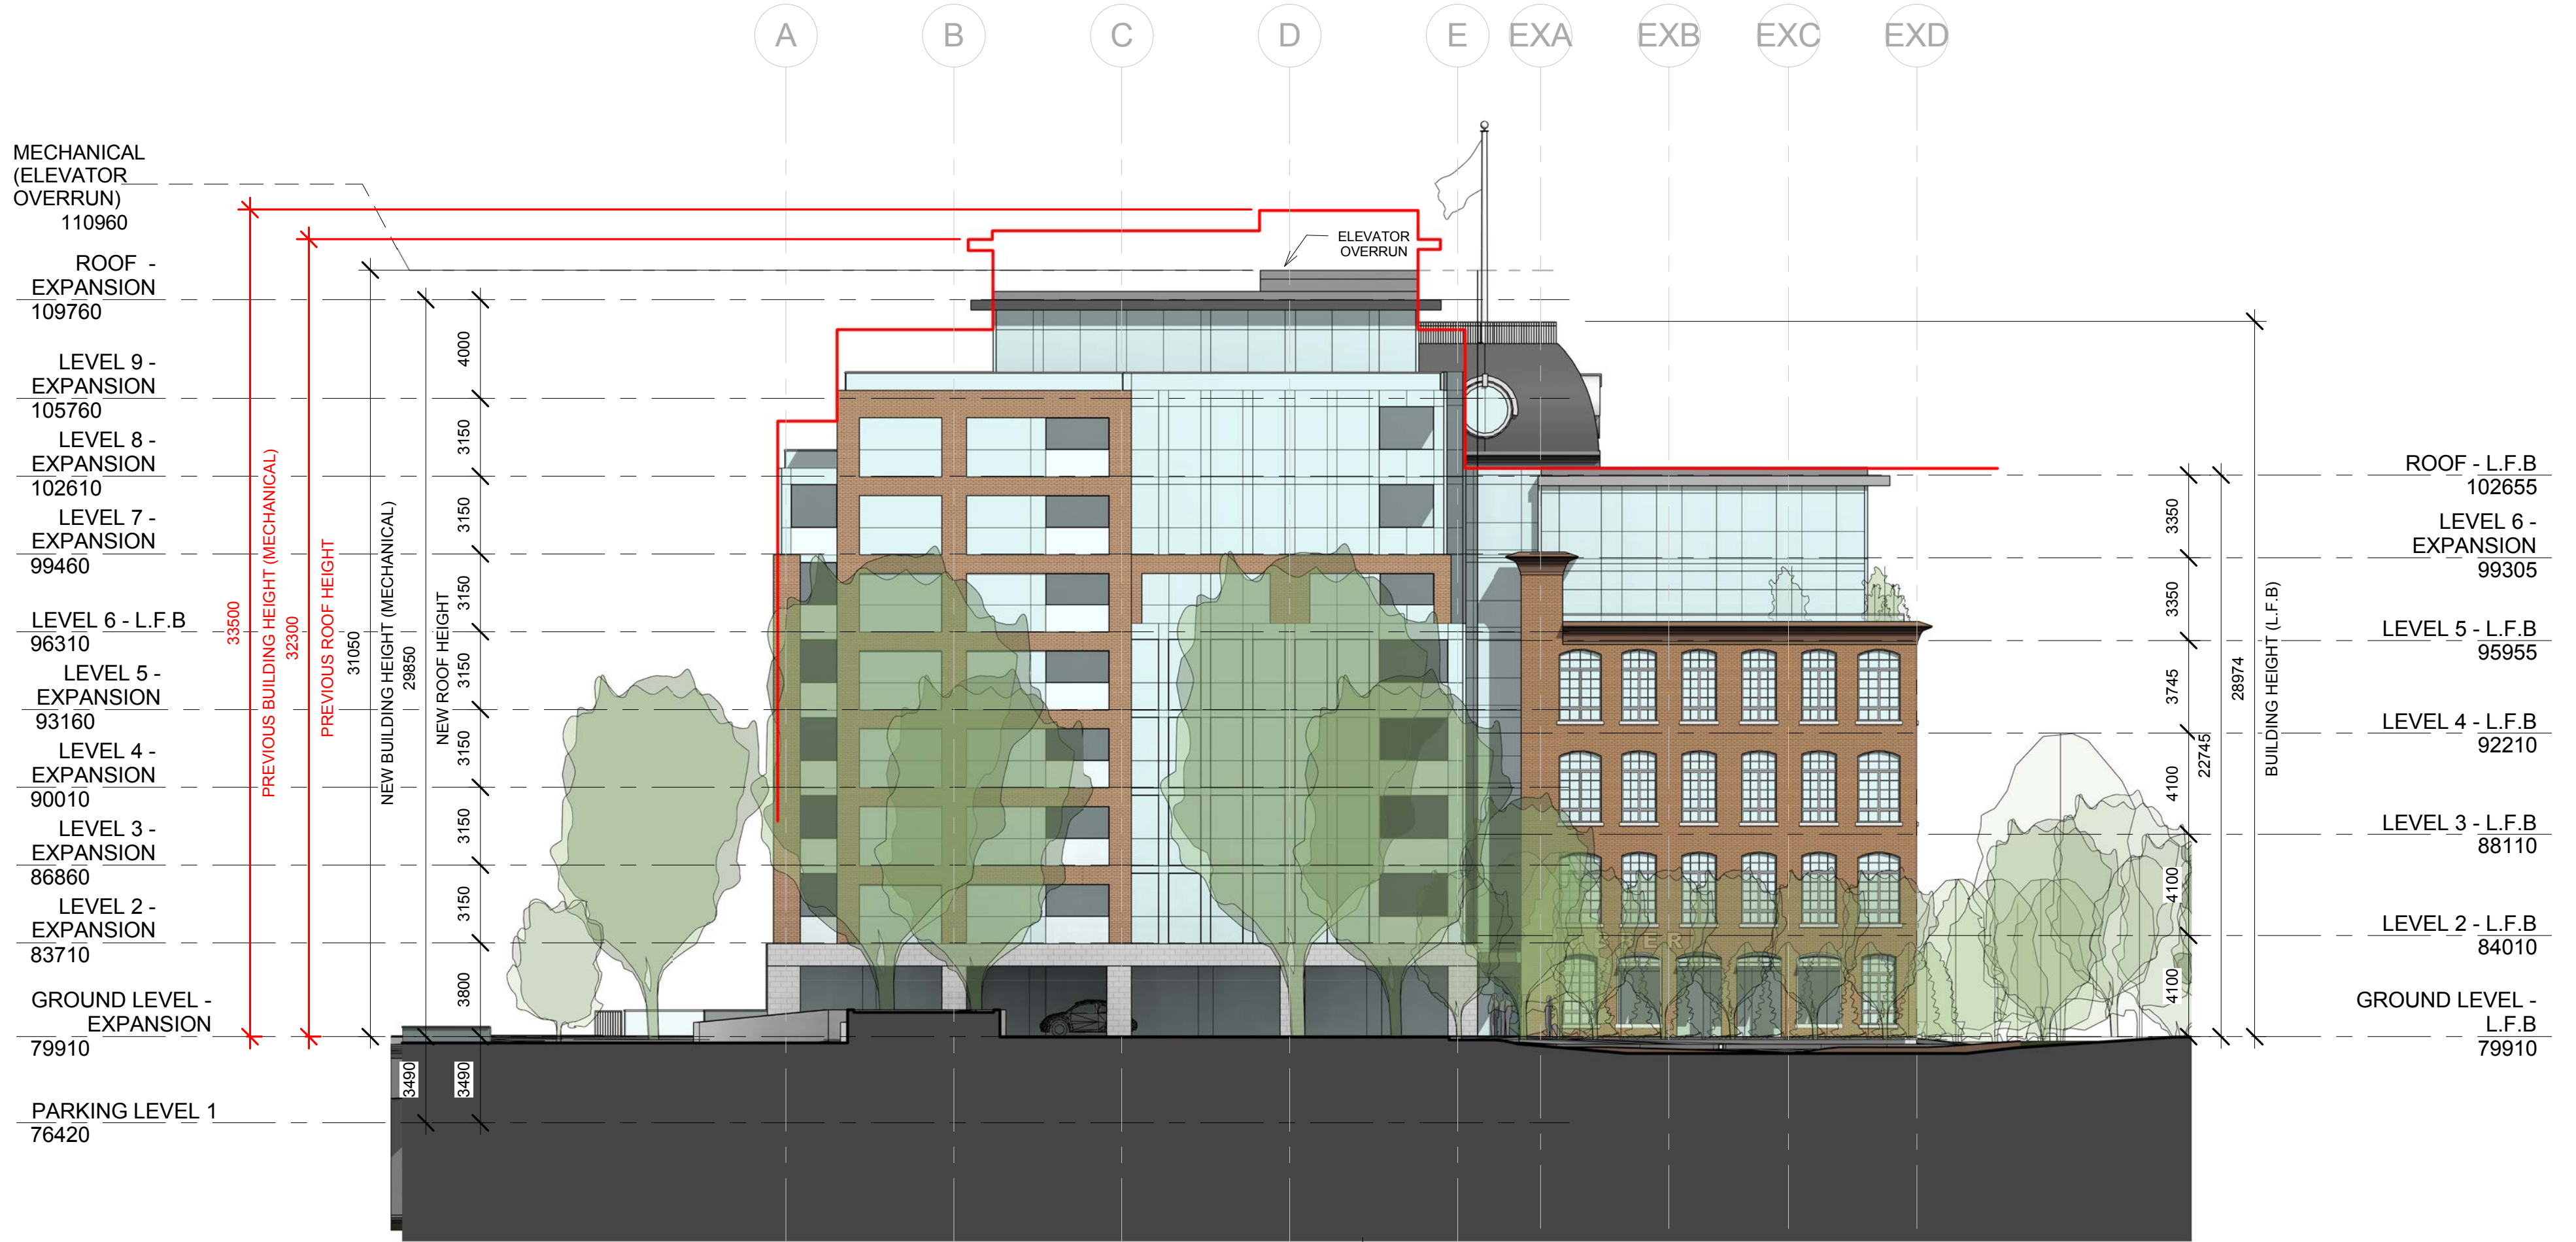 A
B
C
D
E
EXA
EXB
EXC
EXD
MECHANICAL
(ELEVATOR
OVERRUN)
110960
ROOF -
EXPANSION
109760
LEVEL 9 -
EXPANSION
105760
LEVEL 8 -
EXPANSION
102610
LEVEL 7 -
EXPANSION
99460
LEVEL 6 - L.F.B
96310
LEVEL 5 -
EXPANSION
93160
LEVEL 4 -
EXPANSION
90010
LEVEL 3 -
EXPANSION
86860
LEVEL 2 -
EXPANSION
83710
GROUND LEVEL -
EXPANSION
79910
PARKING LEVEL 1
76420
33500
PREVIOUS BUILDING HEIGHT (MECHANICAL)
32300
PREVIOUS ROOF HEIGHT
31050
NEW BUILDING HEIGHT (MECHANICAL)
29850
NEW ROOF HEIGHT
4000
3150
3150
3150
3150
3150
3150
3150
3800
3490
3490
ELEVATOR
OVERRUN
3350
3350
3745
4100
4100
4100
22745
28974
BUILDING HEIGHT (L.F.B)
ROOF - L.F.B
102655
LEVEL 6 -
EXPANSION
99305
LEVEL 5 - L.F.B
95955
LEVEL 4 - L.F.B
92210
LEVEL 3 - L.F.B
88110
LEVEL 2 - L.F.B
84010
GROUND LEVEL -
L.F.B
79910